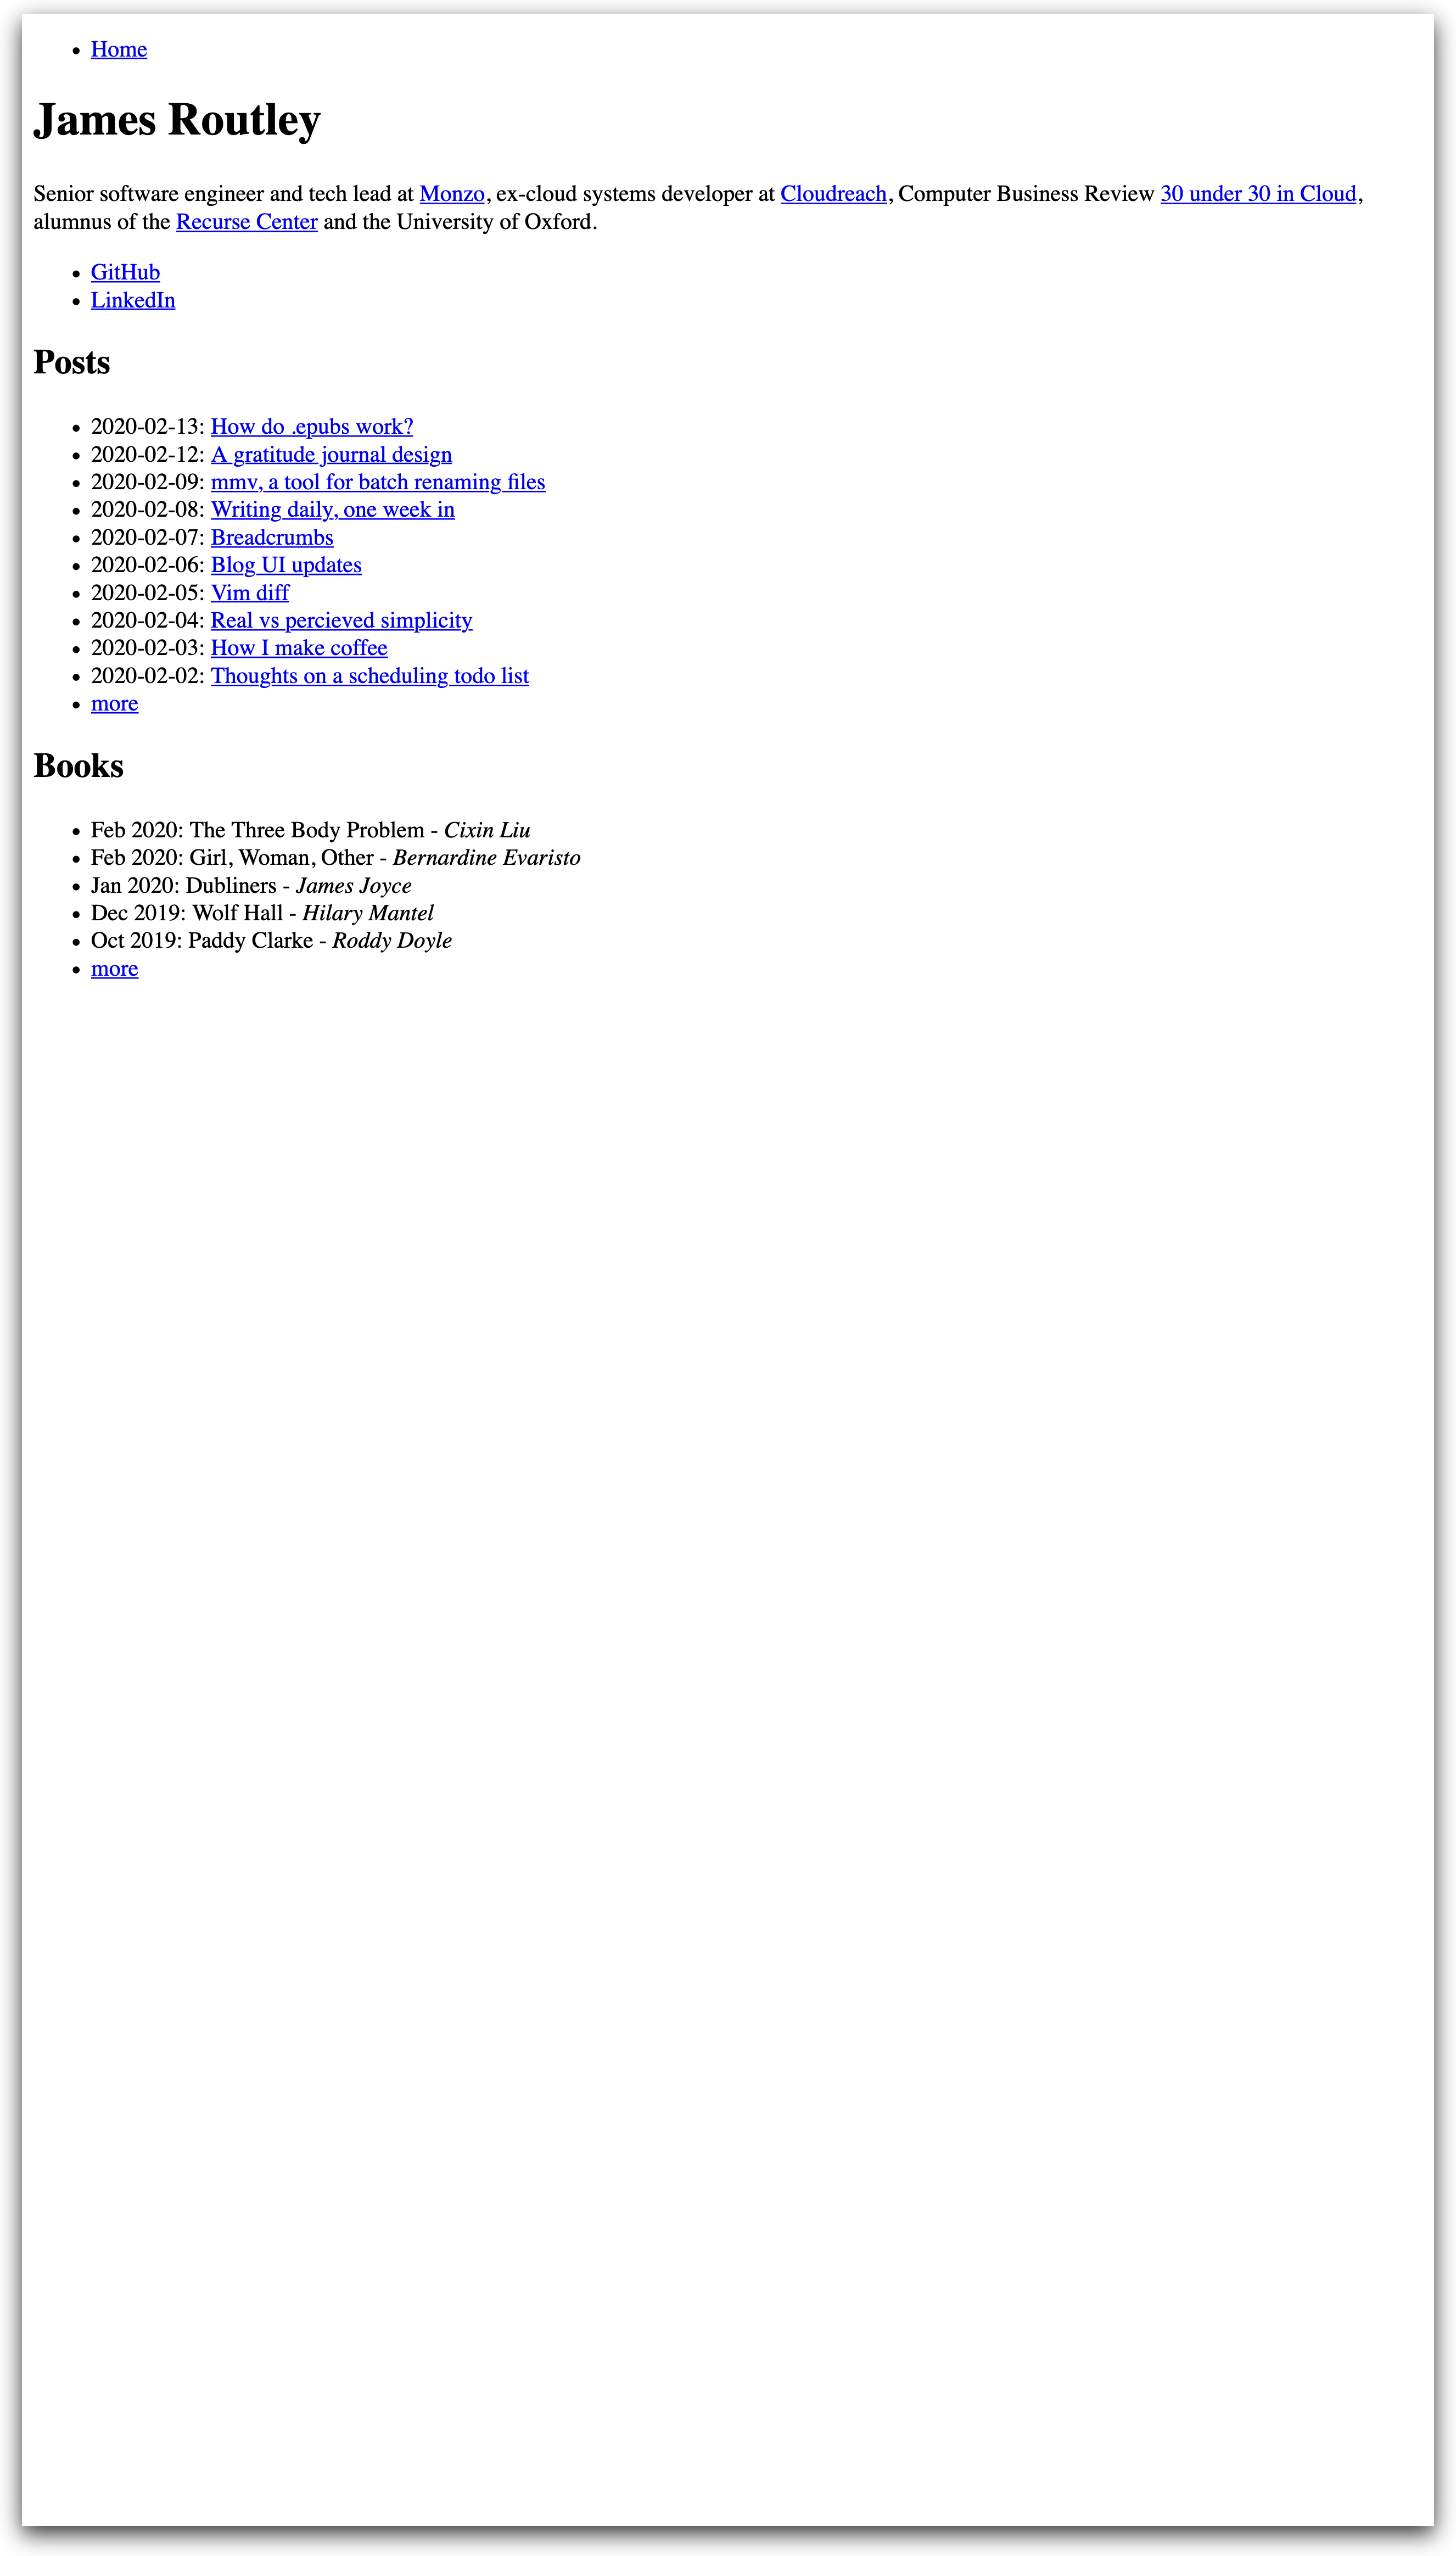 Home
James Routley
Senior software engineer and tech lead at Monzo, ex-cloud systems developer at Cloudreach, Computer Business Review 30 under 30 in Cloud,
alumnus of the Recurse Center and the University of Oxford.
GitHub
LinkedIn
Posts
2020-02-13: How do .epubs work?
2020-02-12: A gratitude journal design
2020-02-09: mmv, a tool for batch renaming files
2020-02-08: Writing daily, one week in
2020-02-07: Breadcrumbs
2020-02-06: Blog UI updates
2020-02-05: Vim diff
2020-02-04: Real vs percieved simplicity
2020-02-03: How I make coffee
2020-02-02: Thoughts on a scheduling todo list
more
Books
Feb 2020: The Three Body Problem - Cixin Liu
Feb 2020: Girl, Woman, Other - Bernardine Evaristo
Jan 2020: Dubliners - James Joyce
Dec 2019: Wolf Hall - Hilary Mantel
Oct 2019: Paddy Clarke - Roddy Doyle
more